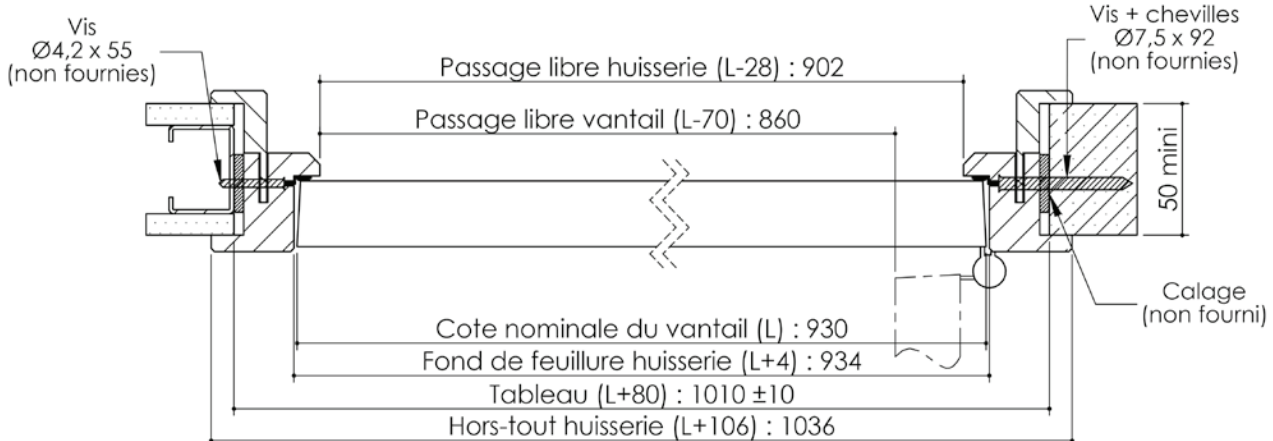 Vis
Ø4,2 x 55
(non fournies)
Vis + chevilles
Ø7,5 x 92
(non fournies)
Passage libre huisserie (L-28) : 902
Passage libre vantail (L-70) : 860
50 mini
Calage
(non fourni)
Cote nominale du vantail (L) : 930
Fond de feuillure huisserie (L+4) : 934
Tableau (L+80) : 1010 ±10
Hors-tout huisserie (L+106) : 1036